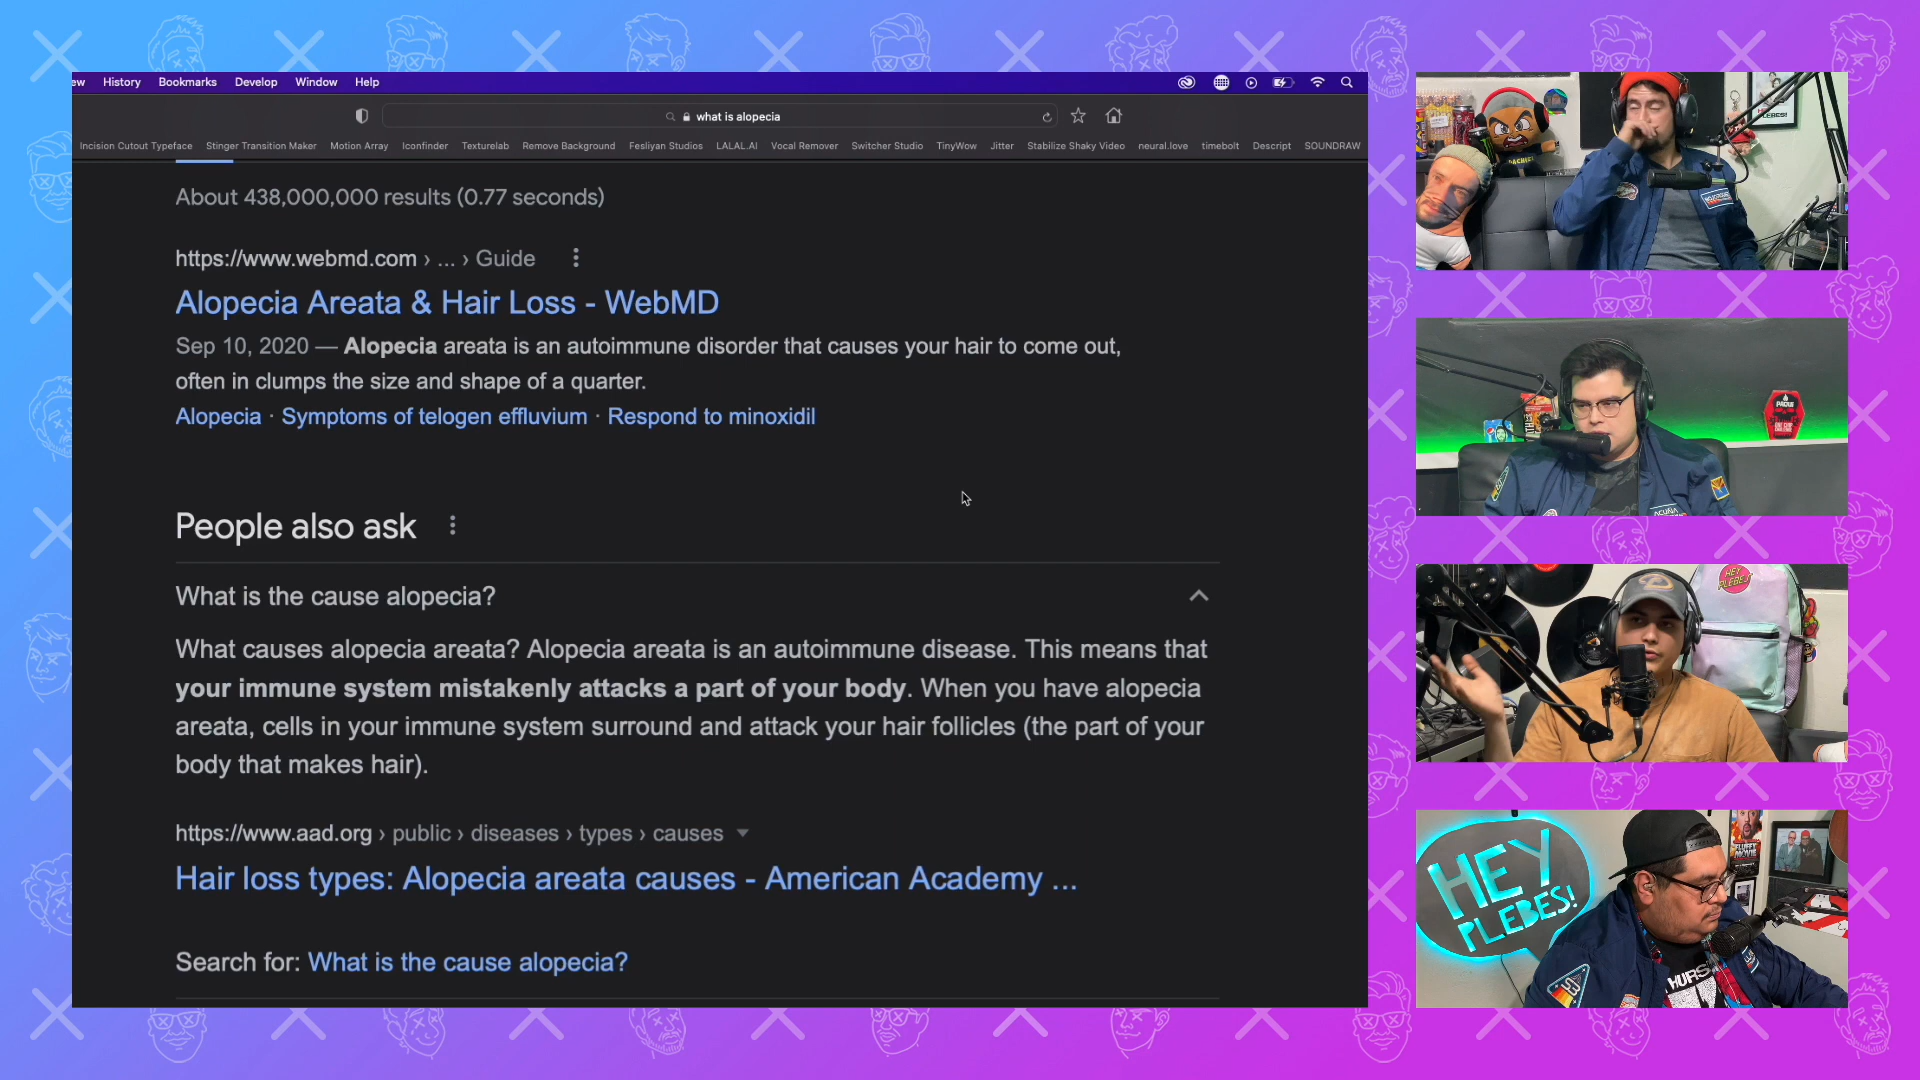 ew History Bookmarks Develop Window Help
what is alopecia
Incision Cutout Typeface Stinger Transition Maker Motion Array Iconfinder Texturelab Remove Background Fesliyan Studios LALAL.AI Vocal Remover Switcher Studio TinyWow Jitter Stabilize Shaky Video neural.love timebolt Descript SOUNDRAW
About 438,000,000 results (0.77 seconds)
https://www.webmd.com › ... › Guide
Alopecia Areata & Hair Loss - WebMD
Sep 10, 2020 — Alopecia areata is an autoimmune disorder that causes your hair to come out,
often in clumps the size and shape of a quarter.
Alopecia · Symptoms of telogen effluvium · Respond to minoxidil
People also ask
What is the cause alopecia?
What causes alopecia areata? Alopecia areata is an autoimmune disease. This means that
your immune system mistakenly attacks a part of your body. When you have alopecia
areata, cells in your immune system surround and attack your hair follicles (the part of your
body that makes hair).
https://www.aad.org › public › diseases › types › causes
Hair loss types: Alopecia areata causes - American Academy ...
Search for: What is the cause alopecia?
PLEBES!
PAQUI
ACUÑA
HEY
PLEBES!
HEY
PLEBES!
FLUFFY
MOVIE
THURS